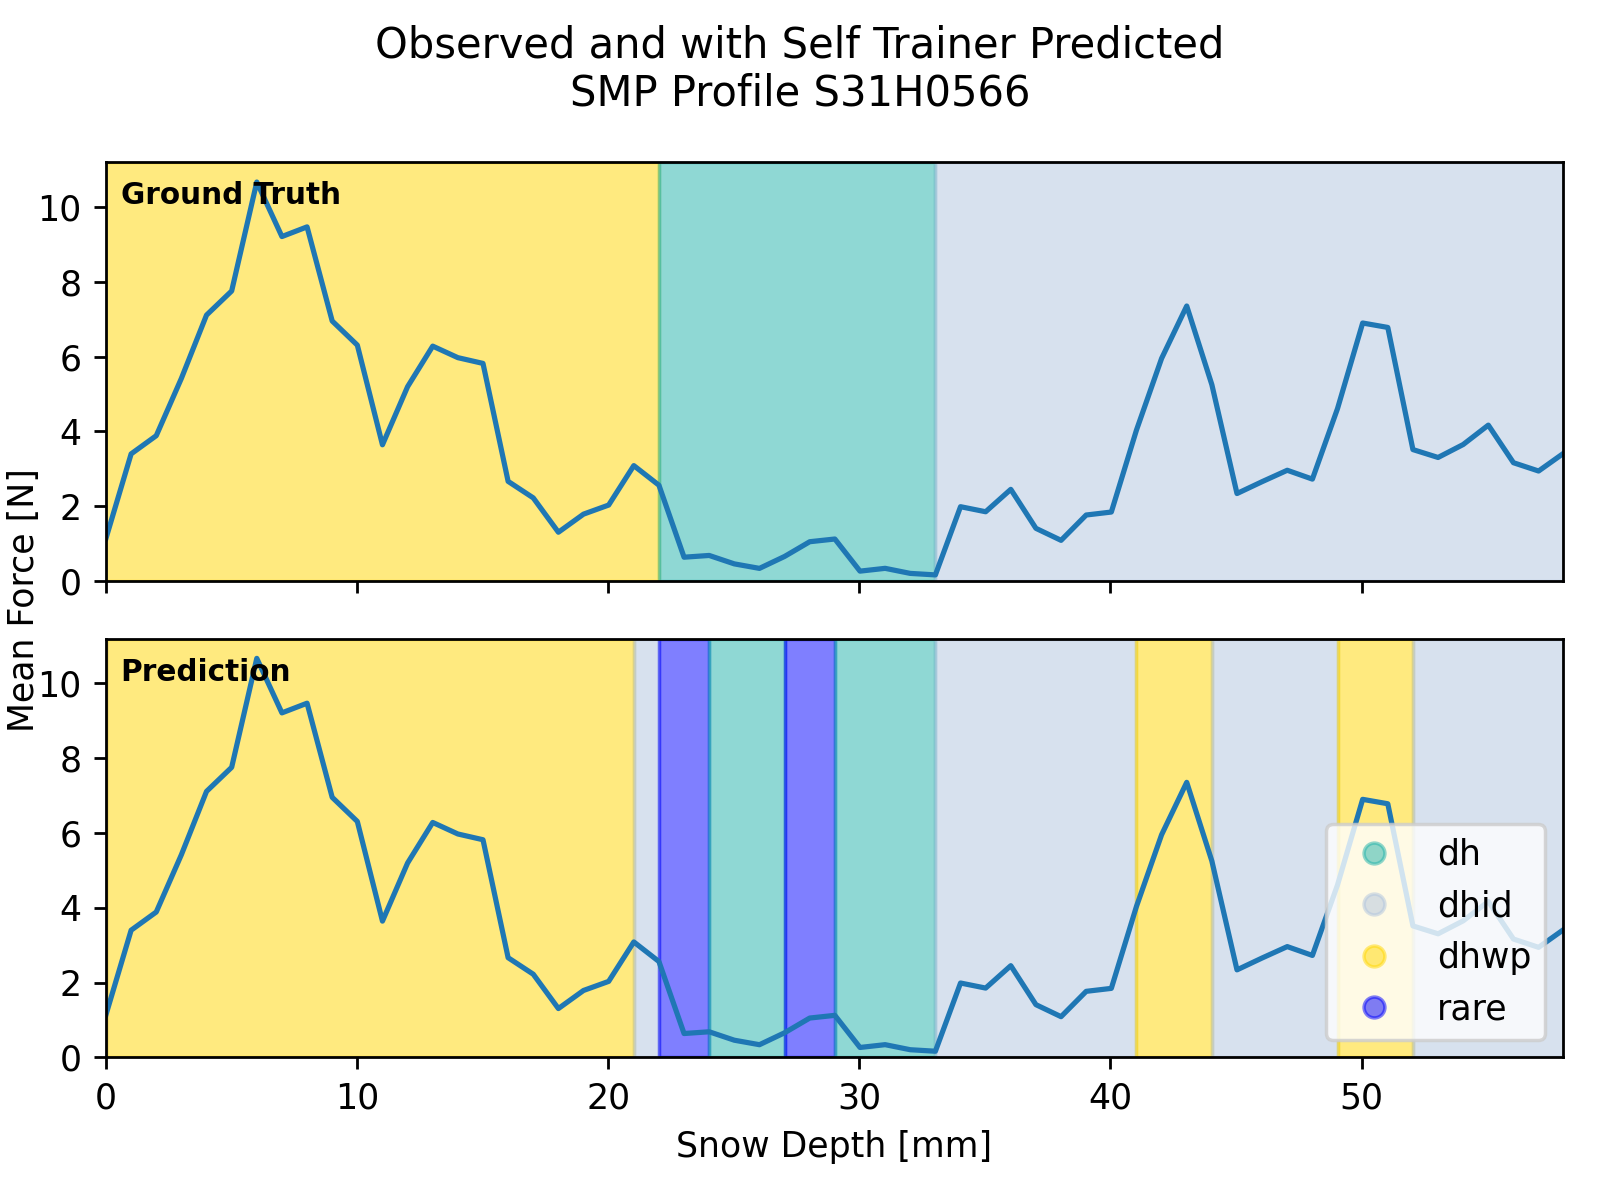 Observed and with Self Trainer Predicted
SMP Profile S31H0566
Ground Truth
10
8
6
4
2
0
Mean Force [N]
Prediction
10
8
6
4
2
0
dh
dhid
dhwp
rare
0 10 20 30 40 50
Snow Depth [mm]